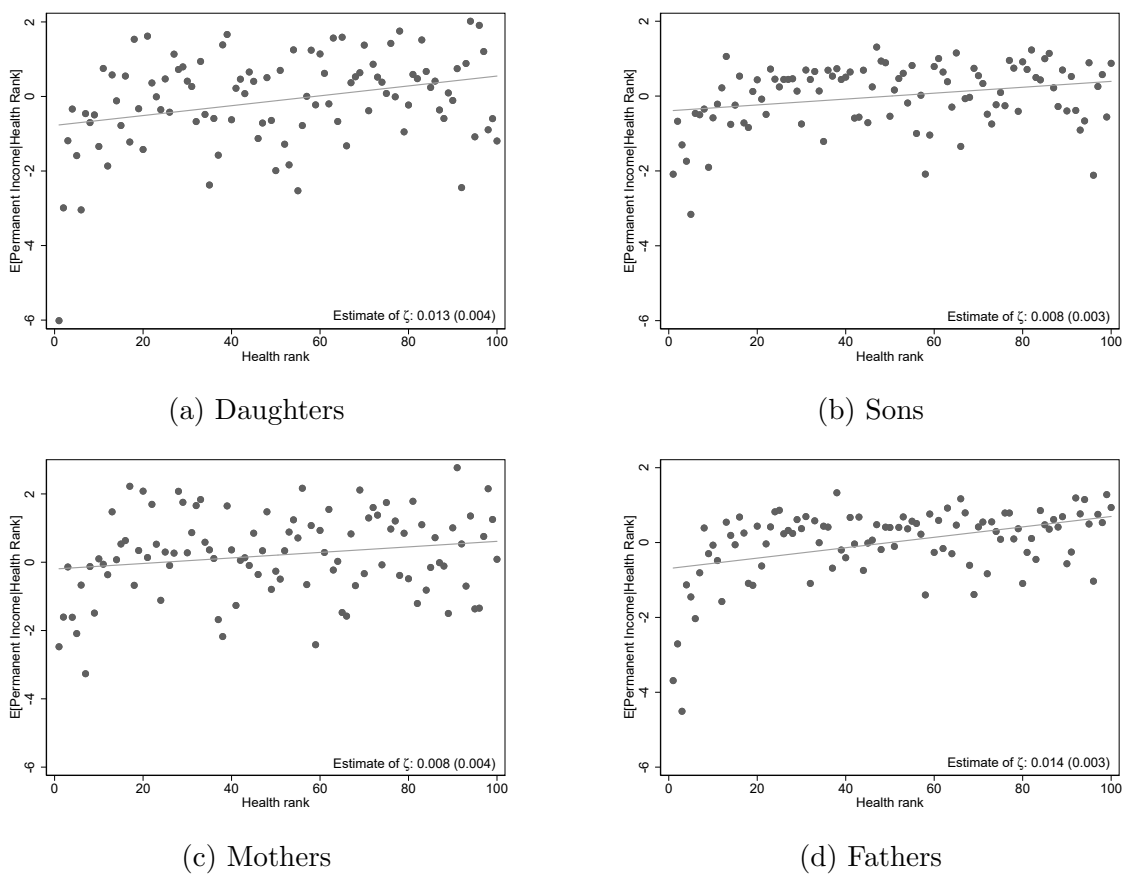 E[Permanent Income|Health Rank]
2
0
-2
-4
-6
Estimate of ζ: 0.013 (0.004)
0 20 40 60 80 100
Health rank
(a) Daughters
E[Permanent Income|Health Rank]
2
0
-2
-4
-6
Estimate of ζ: 0.008 (0.003)
0 20 40 60 80 100
Health rank
(b) Sons
E[Permanent Income|Health Rank]
2
0
-2
-4
-6
Estimate of ζ: 0.008 (0.004)
0 20 40 60 80 100
Health rank
(c) Mothers
E[Permanent Income|Health Rank]
2
0
-2
-4
-6
Estimate of ζ: 0.014 (0.003)
0 20 40 60 80 100
Health rank
(d) Fathers